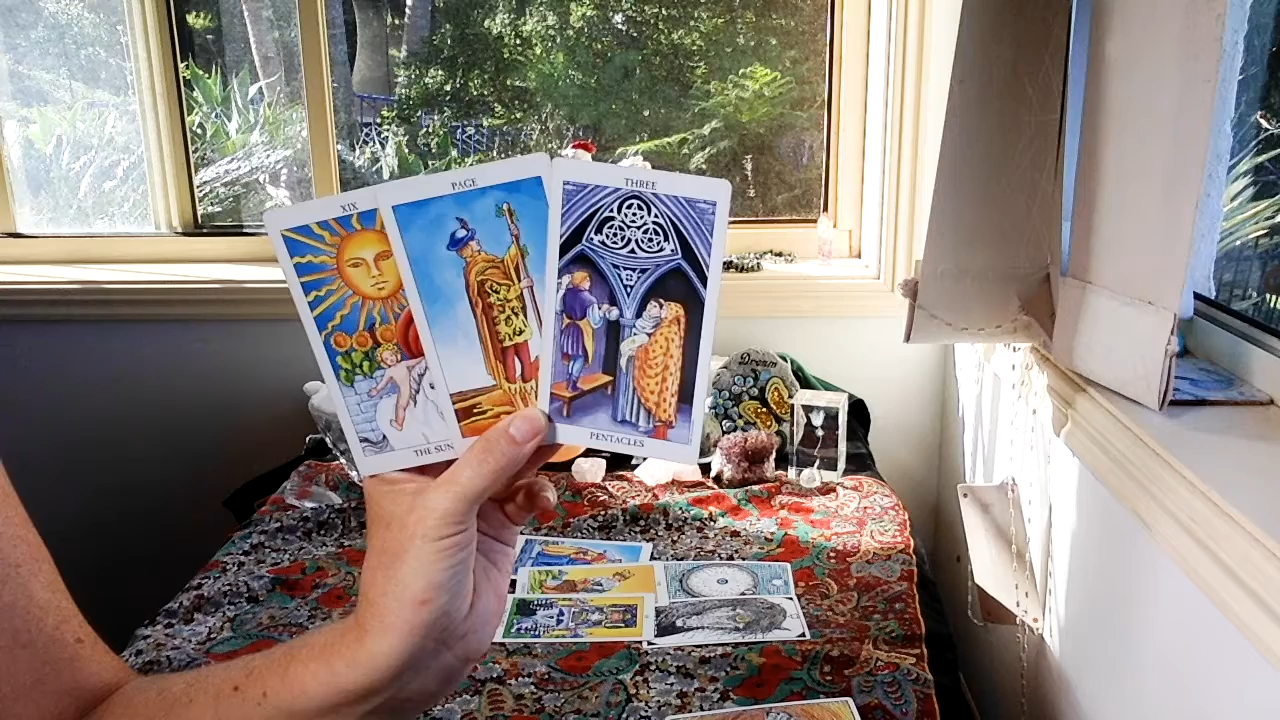 XIX
THE SUN
PAGE
THREE
PENTACLES
Dream